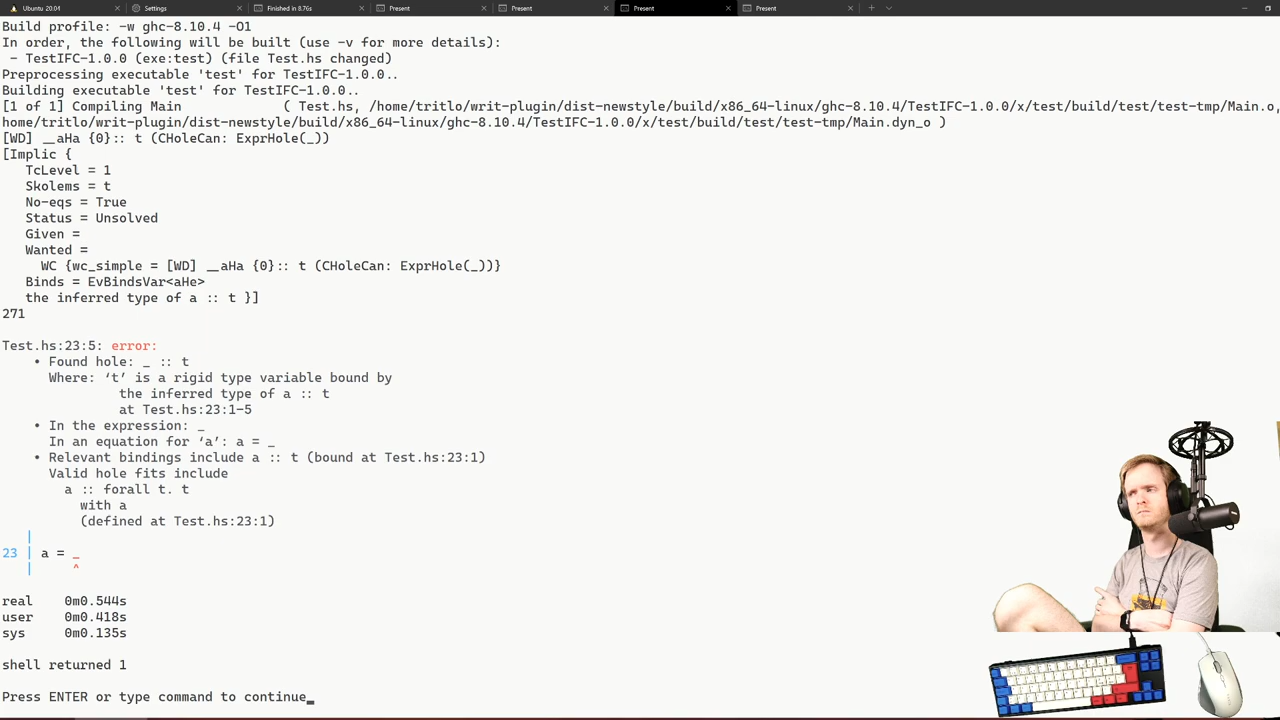 Ubuntu 20.04
Settings
Finished in 8.76s
Present
Present
Present
Present
Build profile: -w ghc-8.10.4 -O1
In order, the following will be built (use -v for more details):
 - TestIFC-1.0.0 (exe:test) (file Test.hs changed)
Preprocessing executable 'test' for TestIFC-1.0.0..
Building executable 'test' for TestIFC-1.0.0..
[1 of 1] Compiling Main             ( Test.hs, /home/tritlo/writ-plugin/dist-newstyle/build/x86_64-linux/ghc-8.10.4/TestIFC-1.0.0/x/test/build/test/test-tmp/Main.o,
home/tritlo/writ-plugin/dist-newstyle/build/x86_64-linux/ghc-8.10.4/TestIFC-1.0.0/x/test/build/test/test-tmp/Main.dyn_o )
[WD] __aHa {0}:: t (CHoleCan: ExprHole(_))
[Implic {
   TcLevel = 1
   Skolems = t
   No-eqs = True
   Status = Unsolved
   Given =
   Wanted =
     WC {wc_simple = [WD] __aHa {0}:: t (CHoleCan: ExprHole(_))}
   Binds = EvBindsVar<aHe>
   the inferred type of a :: t }]
271
Test.hs:23:5: error:
    • Found hole: _ :: t
      Where: ‘t’ is a rigid type variable bound by
               the inferred type of a :: t
               at Test.hs:23:1-5
    • In the expression: _
      In an equation for ‘a’: a = _
    • Relevant bindings include a :: t (bound at Test.hs:23:1)
      Valid hole fits include
        a :: forall t. t
          with a
          (defined at Test.hs:23:1)
   |
23 | a = _
   |     ^
real    0m0.544s
user    0m0.418s
sys     0m0.135s
shell returned 1
Press ENTER or type command to continue